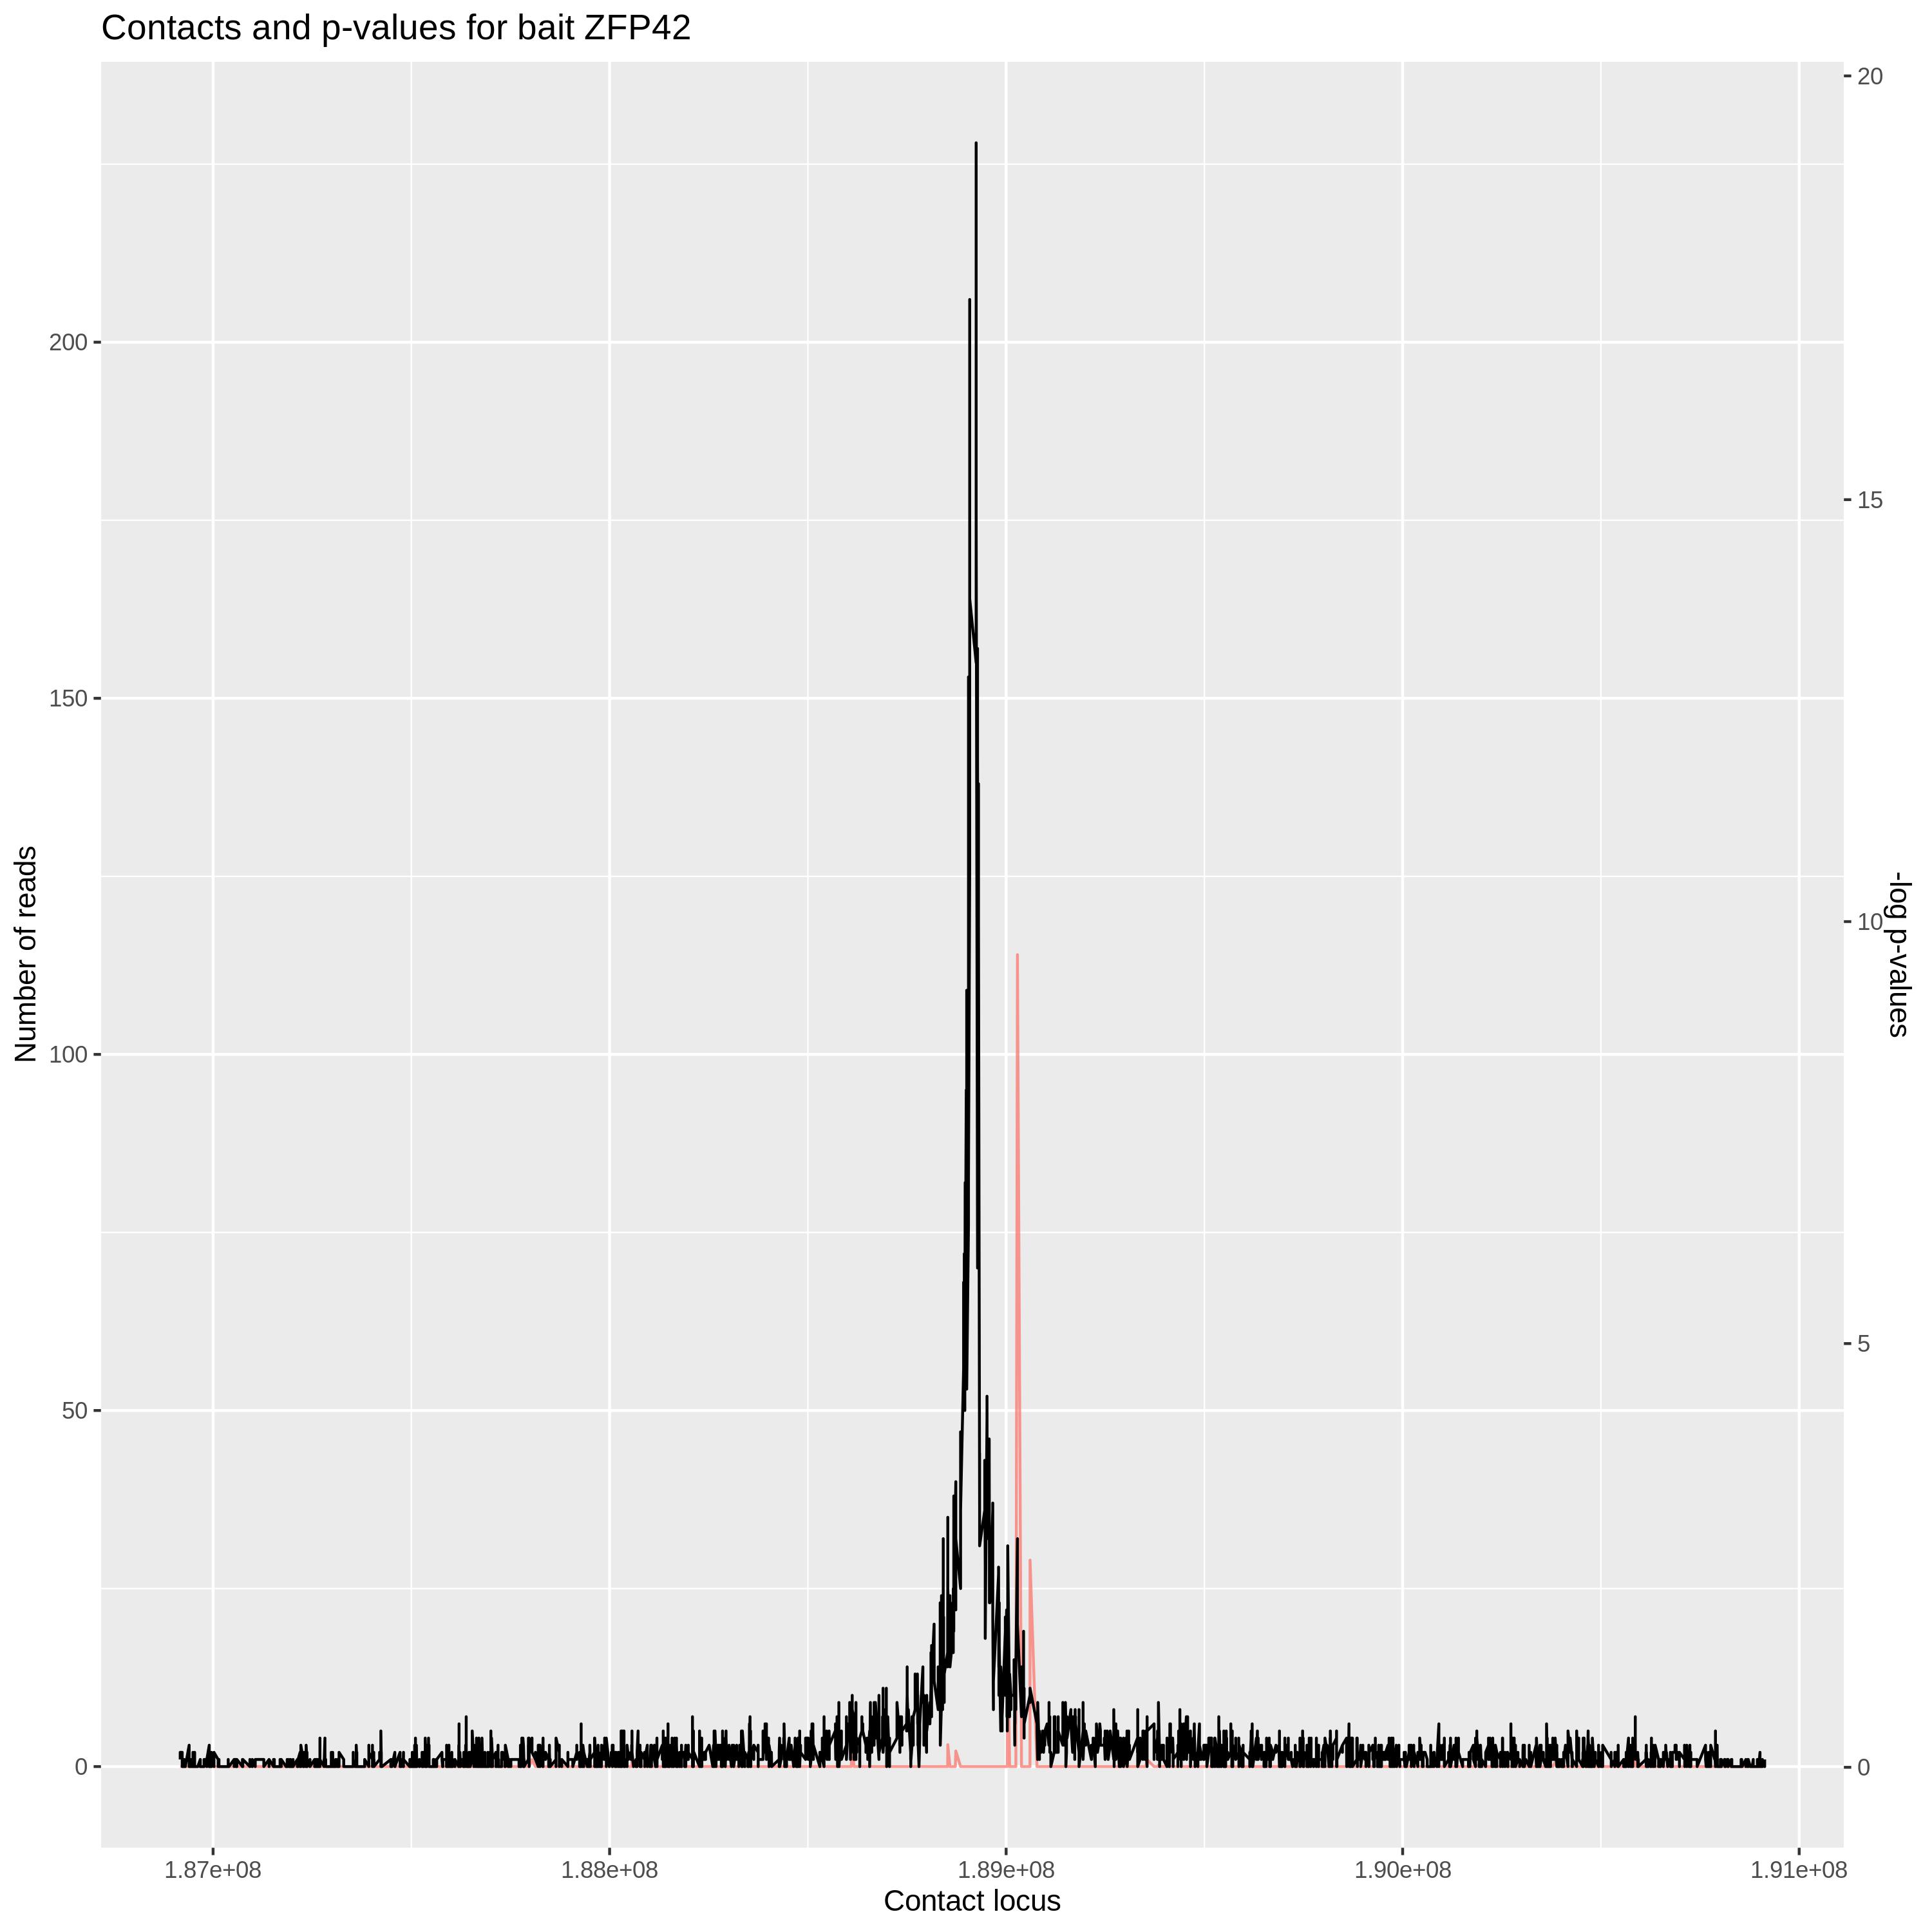 Contacts and p-values for bait ZFP42
Number of reads
200
150
100
50
0
20
15
10
5
0
-log p-values
1.87e+08
1.88e+08
1.89e+08
1.90e+08
1.91e+08
Contact locus